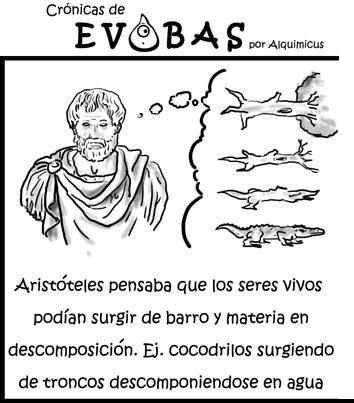 Crónicas de
EVOBAS por Alquimicus
Aristóteles pensaba que los seres vivos
podían surgir de barro y materia en
descomposición. Ej. cocodrilos surgiendo
de troncos descomponiendose en agua